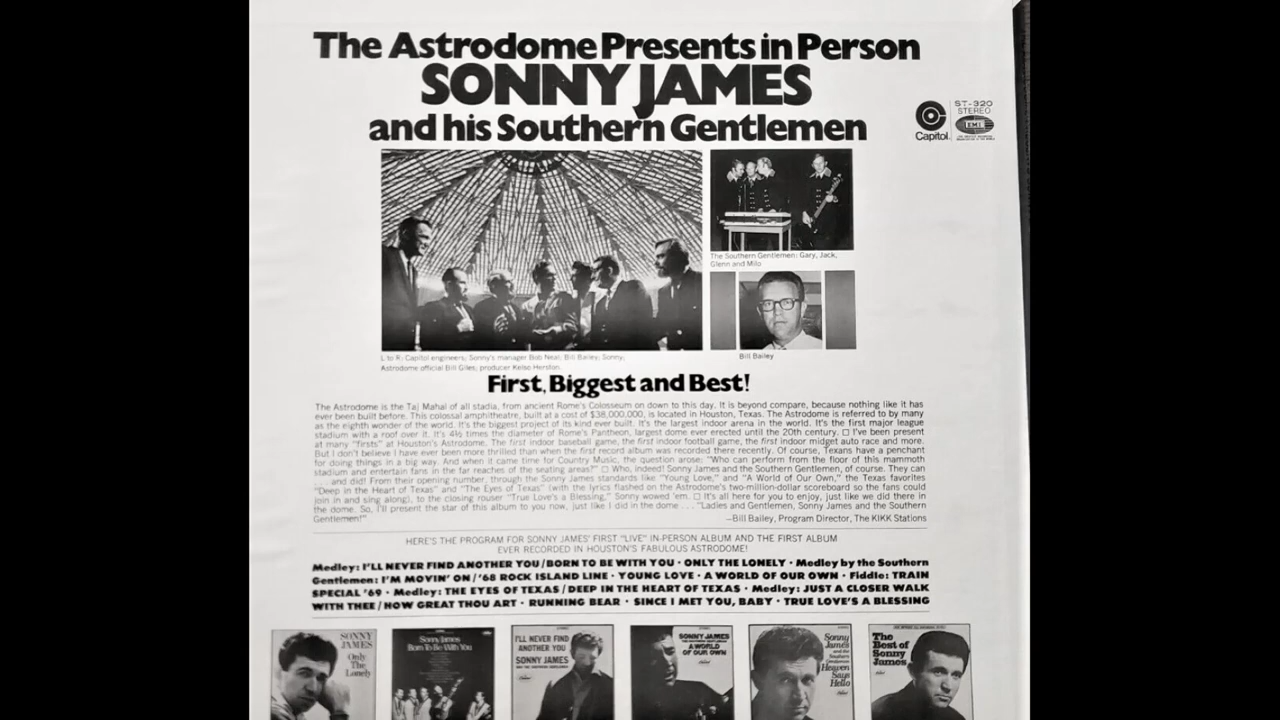 The Astrodome Presents in Person
SONNY JAMES
and his Southern Gentlemen
Capitol
ST-320
STEREO
EMI
The Southern Gentlemen: Gary, Jack,
Glenn and Milo
Bill Bailey
L to R: Capitol engineers; Sonny's manager Bob Neal; Bill Bailey; Sonny;
Astrodome official Bill Giles; producer Kelso Herston.
First, Biggest and Best!
The Astrodome is the Taj Mahal of all stadia, from ancient Rome's Colosseum on down to this day. It is beyond compare, because nothing like it has
ever been built before. This colossal amphitheatre, built at a cost of $38,000,000, is located in Houston, Texas. The Astrodome is referred to by many
as the eighth wonder of the world. It's the biggest project of its kind ever built. It's the largest indoor arena in the world. It's the first major league
stadium with a roof over it. It's 4½ times the diameter of Rome's Pantheon, largest dome ever erected until the 20th century. □ I've been present
at many "firsts" at Houston's Astrodome. The first indoor baseball game, the first indoor football game, the first indoor midget auto race and more.
But I don't believe I have ever been more thrilled than when the first record album was recorded there recently. Of course, Texans have a penchant
for doing things in a big way. And when it came time for Country Music, the question arose: "Who can perform from the floor of this mammoth
stadium and entertain fans in the far reaches of the seating areas?" □ Who, indeed! Sonny James and the Southern Gentlemen, of course. They can
. . . and did! From their opening number, through the Sonny James standards like "Young Love," and "A World of Our Own," the Texas favorites
"Deep in the Heart of Texas" and "The Eyes of Texas" (with the lyrics flashed on the Astrodome's two-million-dollar scoreboard so the fans could
join in and sing along), to the closing rouser "True Love's a Blessing," Sonny wowed 'em. □ It's all here for you to enjoy, just like we did there in
the dome. So, I'll present the star of this album to you now, just like I did in the dome . . . "Ladies and Gentlemen, Sonny James and the Southern
Gentlemen!"
—Bill Bailey, Program Director, The KIKK Stations
HERE'S THE PROGRAM FOR SONNY JAMES' FIRST "LIVE" IN-PERSON ALBUM AND THE FIRST ALBUM
EVER RECORDED IN HOUSTON'S FABULOUS ASTRODOME!
Medley: I'LL NEVER FIND ANOTHER YOU/BORN TO BE WITH YOU · ONLY THE LONELY · Medley by the Southern
Gentlemen: I'M MOVIN' ON/'68 ROCK ISLAND LINE · YOUNG LOVE · A WORLD OF OUR OWN · Fiddle: TRAIN
SPECIAL '69 · Medley: THE EYES OF TEXAS/DEEP IN THE HEART OF TEXAS · Medley: JUST A CLOSER WALK
WITH THEE/HOW GREAT THOU ART · RUNNING BEAR · SINCE I MET YOU, BABY · TRUE LOVE'S A BLESSING
SONNY
JAMES
Only
The
Lonely
Sonny James
Born To Be With You
I'LL NEVER FIND
ANOTHER YOU
SONNY JAMES
SONNY JAMES
A WORLD
OF OUR OWN
Sonny
James
and the
Southern
Gentlemen
Heaven
Says
Hello
The
Best of
Sonny
James